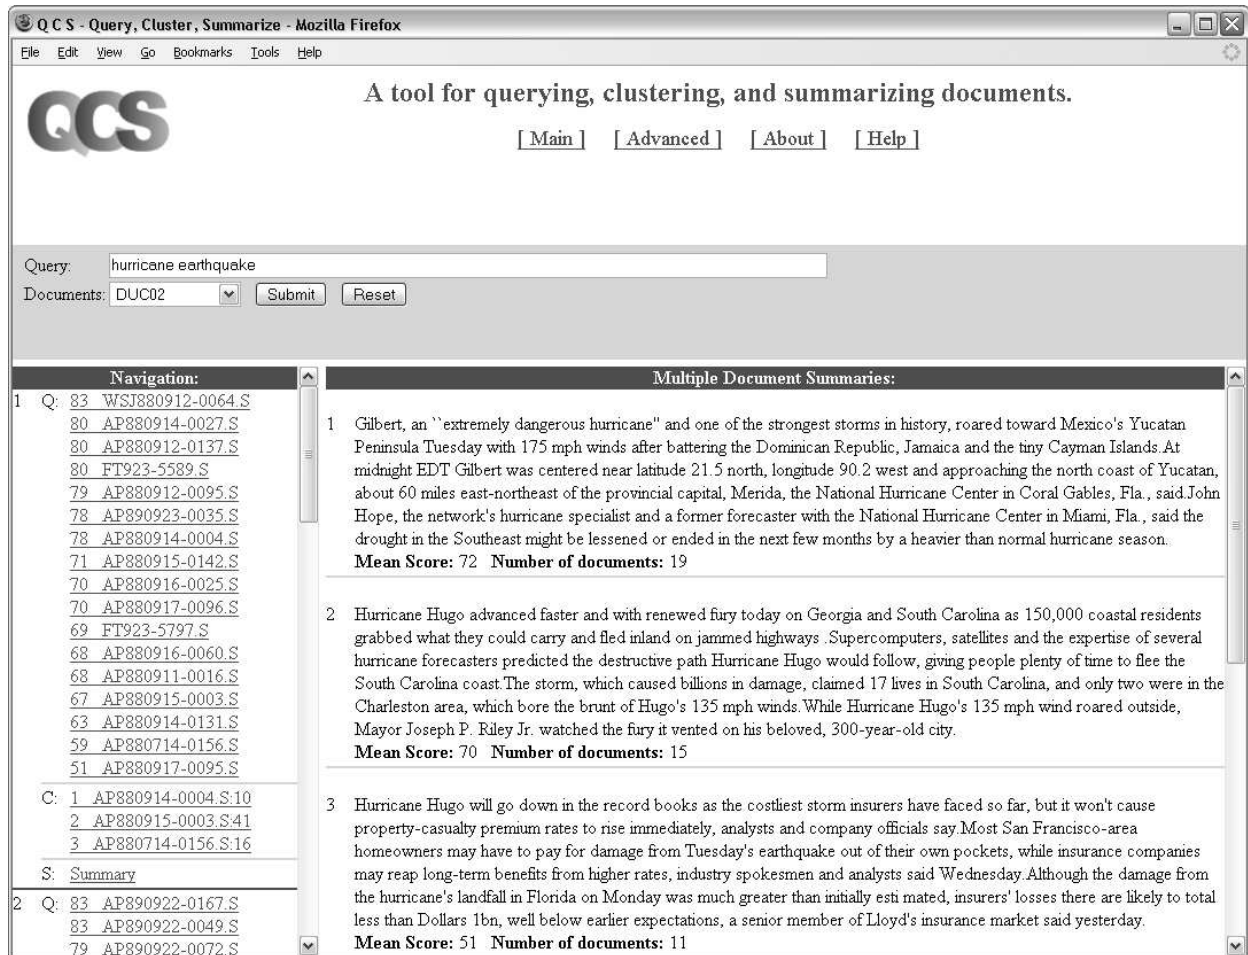 Q C S - Query, Cluster, Summarize - Mozilla Firefox
File Edit View Go Bookmarks Tools Help
QCS
A tool for querying, clustering, and summarizing documents.
[ Main ] [ Advanced ] [ About ] [ Help ]
Query: hurricane earthquake
Documents: DUC02 Submit Reset
Navigation:
1 Q: 83 WSJ880912-0064.S
80 AP880914-0027.S
80 AP880912-0137.S
80 FT923-5589.S
79 AP880912-0095.S
78 AP890923-0035.S
78 AP880914-0004.S
71 AP880915-0142.S
70 AP880916-0025.S
70 AP880917-0096.S
69 FT923-5797.S
68 AP880916-0060.S
68 AP880911-0016.S
67 AP880915-0003.S
63 AP880914-0131.S
59 AP880714-0156.S
51 AP880917-0095.S
C: 1 AP880914-0004.S:10
2 AP880915-0003.S:41
3 AP880714-0156.S:16
S: Summary
2 Q: 83 AP890922-0167.S
83 AP890922-0049.S
79 AP890922-0072.S
Multiple Document Summaries:
1 Gilbert, an ``extremely dangerous hurricane'' and one of the strongest storms in history, roared toward Mexico's Yucatan
Peninsula Tuesday with 175 mph winds after battering the Dominican Republic, Jamaica and the tiny Cayman Islands.At
midnight EDT Gilbert was centered near latitude 21.5 north, longitude 90.2 west and approaching the north coast of Yucatan,
about 60 miles east-northeast of the provincial capital, Merida, the National Hurricane Center in Coral Gables, Fla., said.John
Hope, the network's hurricane specialist and a former forecaster with the National Hurricane Center in Miami, Fla., said the
drought in the Southeast might be lessened or ended in the next few months by a heavier than normal hurricane season.
Mean Score: 72 Number of documents: 19
2 Hurricane Hugo advanced faster and with renewed fury today on Georgia and South Carolina as 150,000 coastal residents
grabbed what they could carry and fled inland on jammed highways .Supercomputers, satellites and the expertise of several
hurricane forecasters predicted the destructive path Hurricane Hugo would follow, giving people plenty of time to flee the
South Carolina coast.The storm, which caused billions in damage, claimed 17 lives in South Carolina, and only two were in the
Charleston area, which bore the brunt of Hugo's 135 mph winds.While Hurricane Hugo's 135 mph wind roared outside,
Mayor Joseph P. Riley Jr. watched the fury it vented on his beloved, 300-year-old city.
Mean Score: 70 Number of documents: 15
3 Hurricane Hugo will go down in the record books as the costliest storm insurers have faced so far, but it won't cause
property-casualty premium rates to rise immediately, analysts and company officials say.Most San Francisco-area
homeowners may have to pay for damage from Tuesday's earthquake out of their own pockets, while insurance companies
may reap long-term benefits from higher rates, industry spokesmen and analysts said Wednesday.Although the damage from
the hurricane's landfall in Florida on Monday was much greater than initially esti mated, insurers' losses there are likely to total
less than Dollars 1bn, well below earlier expectations, a senior member of Lloyd's insurance market said yesterday.
Mean Score: 51 Number of documents: 11